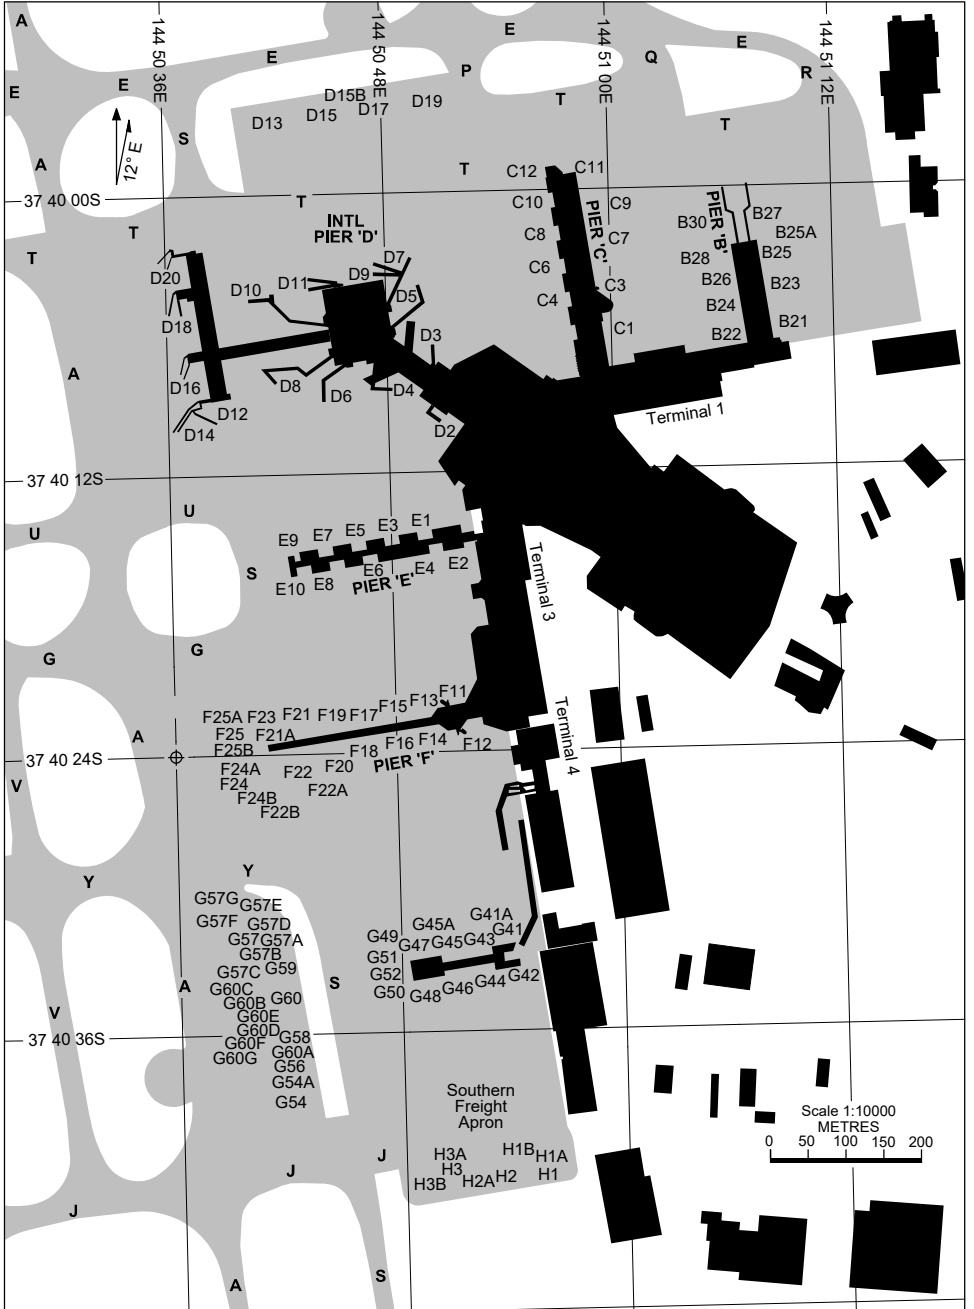 A
E
E
144 50 36E
144 50 48E
144 51 00E
144 51 12E
E
E
P
Q
R
E
E
D15B
D19
D17
D15
D13
T
T
S
A
12° E
T
37 40 00S
T
C12
C11
C10
C9
PIER 'C'
C8
C7
C6
C3
C4
C1
PIER 'B'
B30
B27
B25A
B28
B25
B26
B23
B24
B21
B22
INTL
PIER 'D'
T
T
D7
D9
D20
D11
D10
D5
D18
D3
D16
D8
D6
D4
D12
D14
D2
A
Terminal 1
37 40 12S
U
U
E9
E7
E5
E3
E1
E10
E8
E6
E4
E2
PIER 'E'
S
Terminal 3
G
G
F25A
F23
F21
F19
F17
F15
F13
F11
F25
F21A
F25B
F18
F16
F14
F12
PIER 'F'
A
37 40 24S
V
F24A
F22
F20
F24
F22A
F24B
F22B
Terminal 4
Y
Y
G57G
G57E
G57F
G57D
G57
G57A
G57B
G57C
G59
G60C
G60B
G60
G60E
G60D
G60F
G58
G60G
G60A
G56
G54A
G54
G41A
G45A
G41
G49
G47
G45
G43
G51
G52
G50
G48
G46
G44
G42
A
S
V
37 40 36S
Southern
Freight
Apron
Scale 1:10000
METRES
0 50 100 150 200
H1B
H3A
H1A
H3
H3B
H2A
H2
H1
J
J
J
A
S